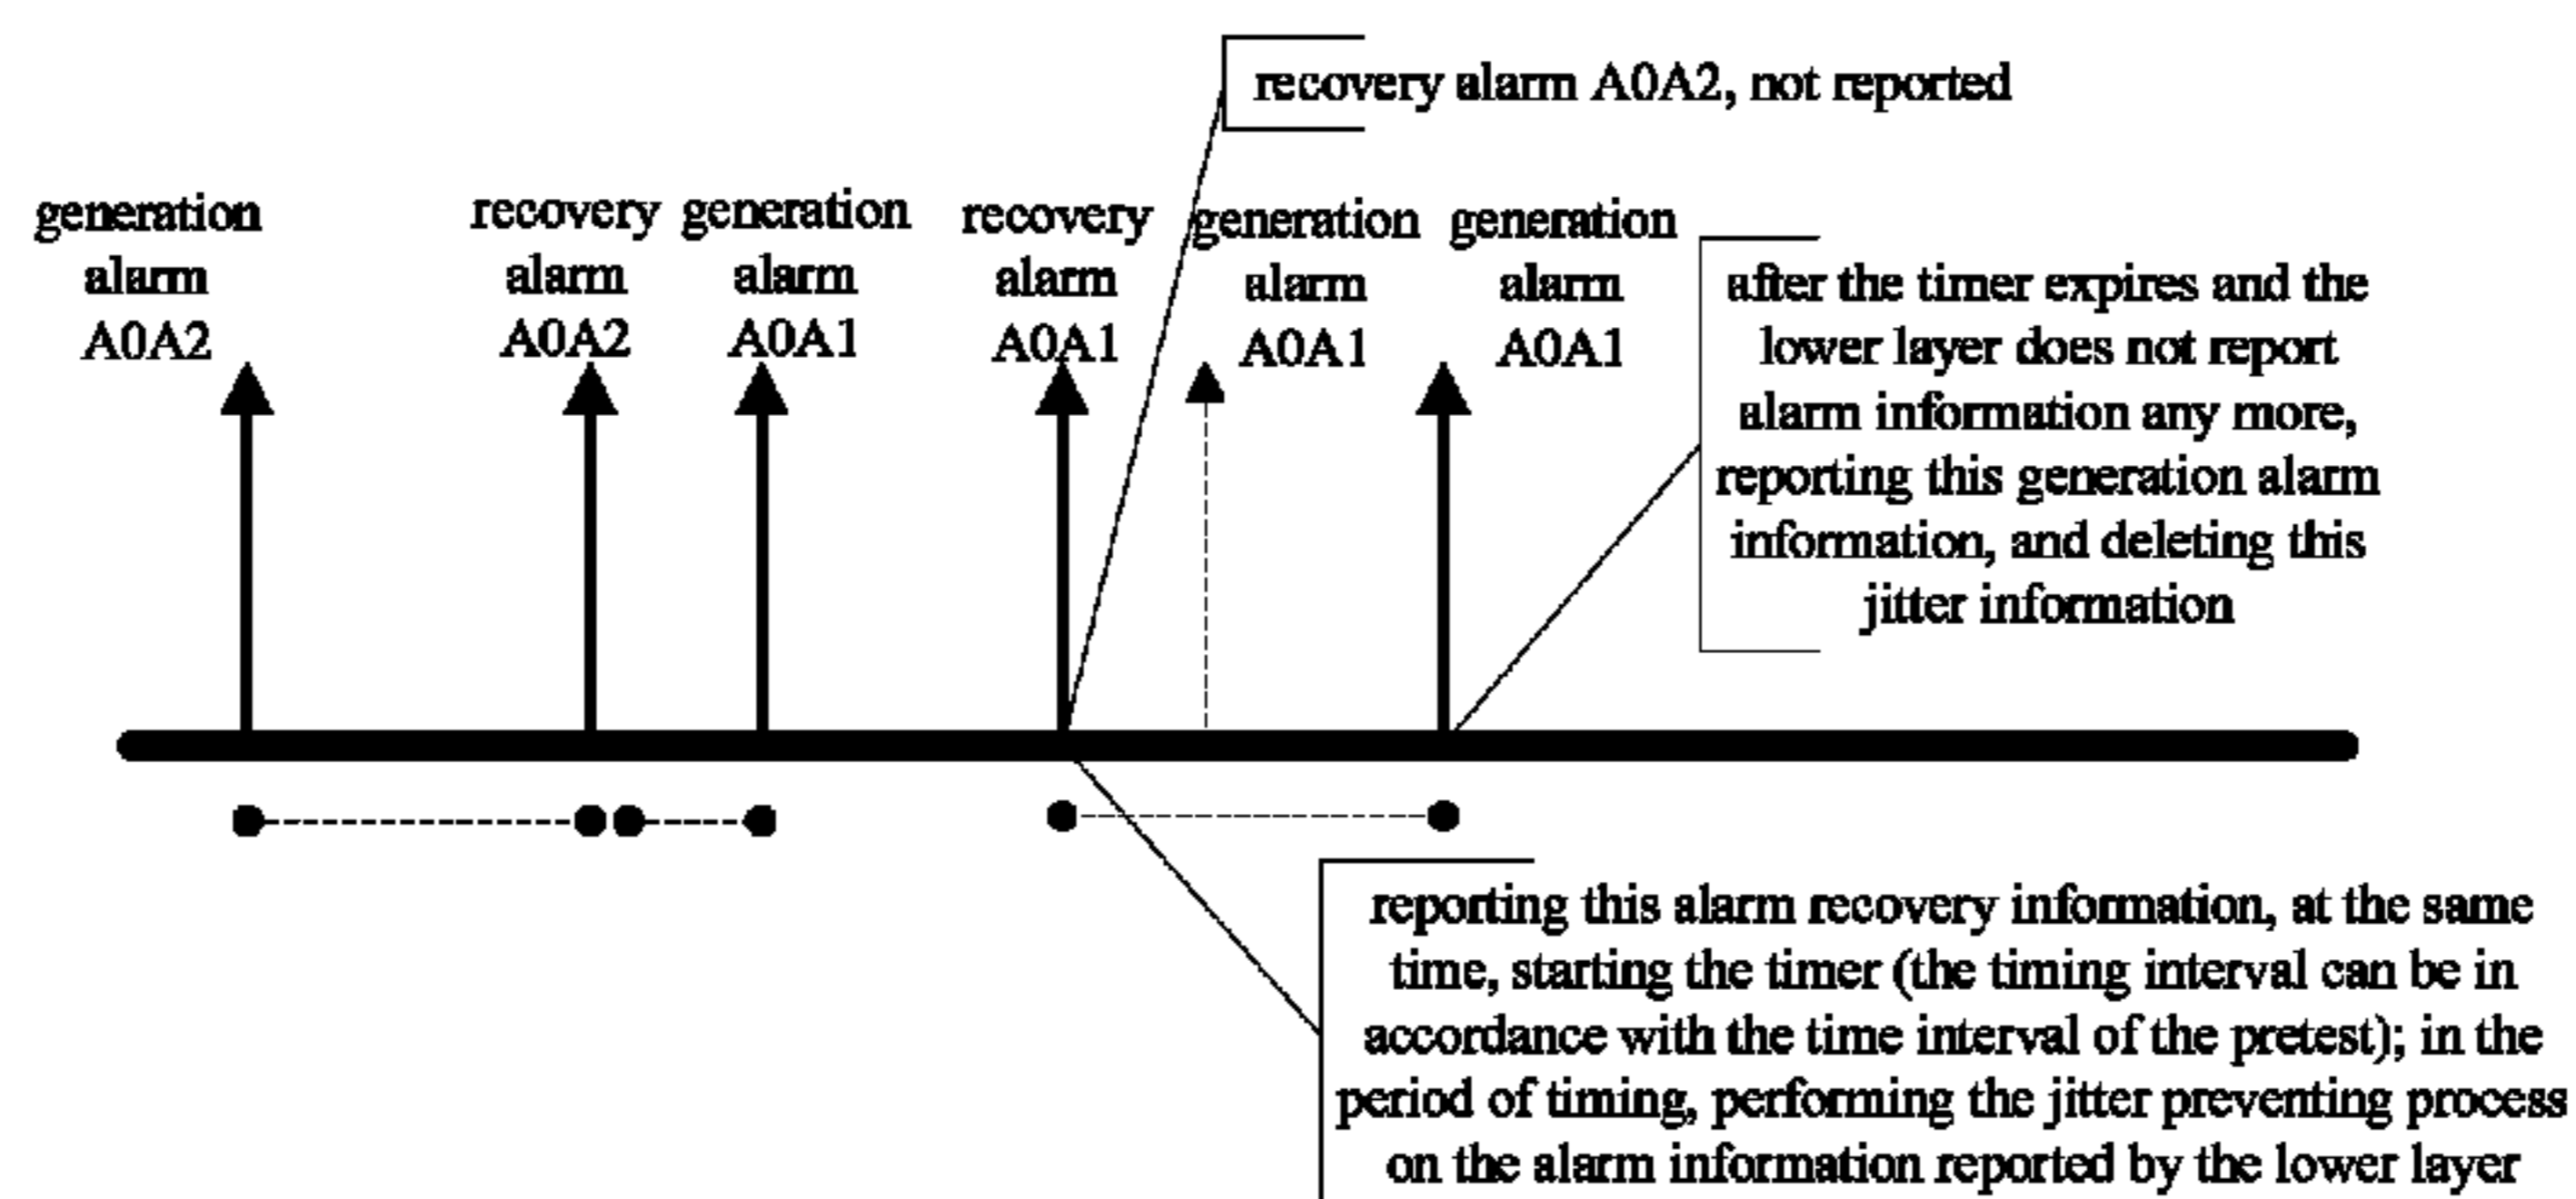 recovery alarm A0A2, not reported
generation
alarm
A0A2
recovery
alarm
A0A2
generation
alarm
A0A1
recovery
alarm
A0A1
generation
alarm
A0A1
generation
alarm
A0A1
after the timer expires and the
lower layer does not report
alarm information any more,
reporting this generation alarm
information, and deleting this
jitter information
reporting this alarm recovery information, at the same
time, starting the timer (the timing interval can be in
accordance with the time interval of the pretest); in the
period of timing, performing the jitter preventing process
on the alarm information reported by the lower layer